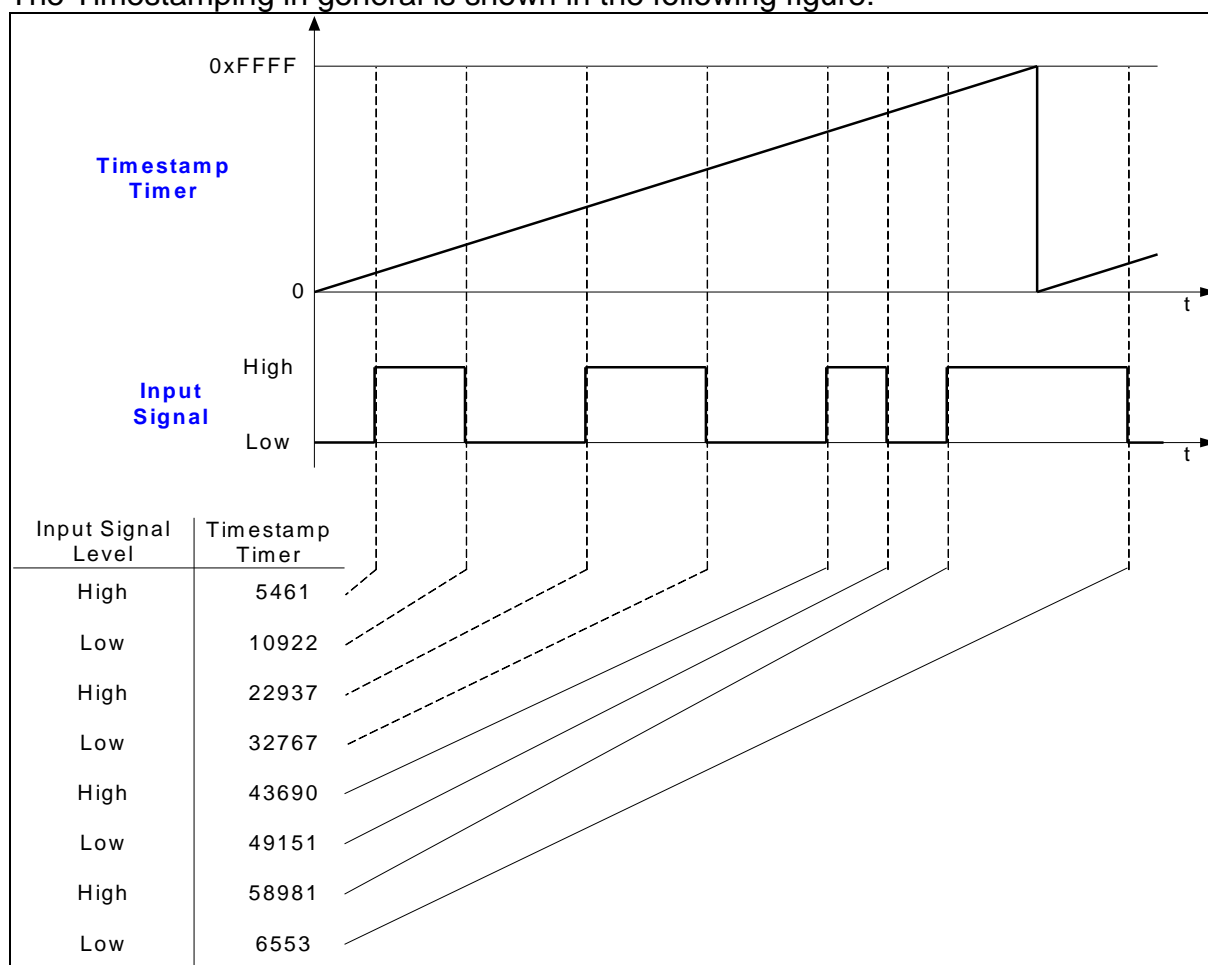 The Timestamping in general is shown in the following figure.
0xFFFF
Timestamp
Timer
0
t
High
Input
Signal
Low
t
Input Signal Level	Timestamp Timer
High	5461
Low	10922
High	22937
Low	32767
High	43690
Low	49151
High	58981
Low	6553